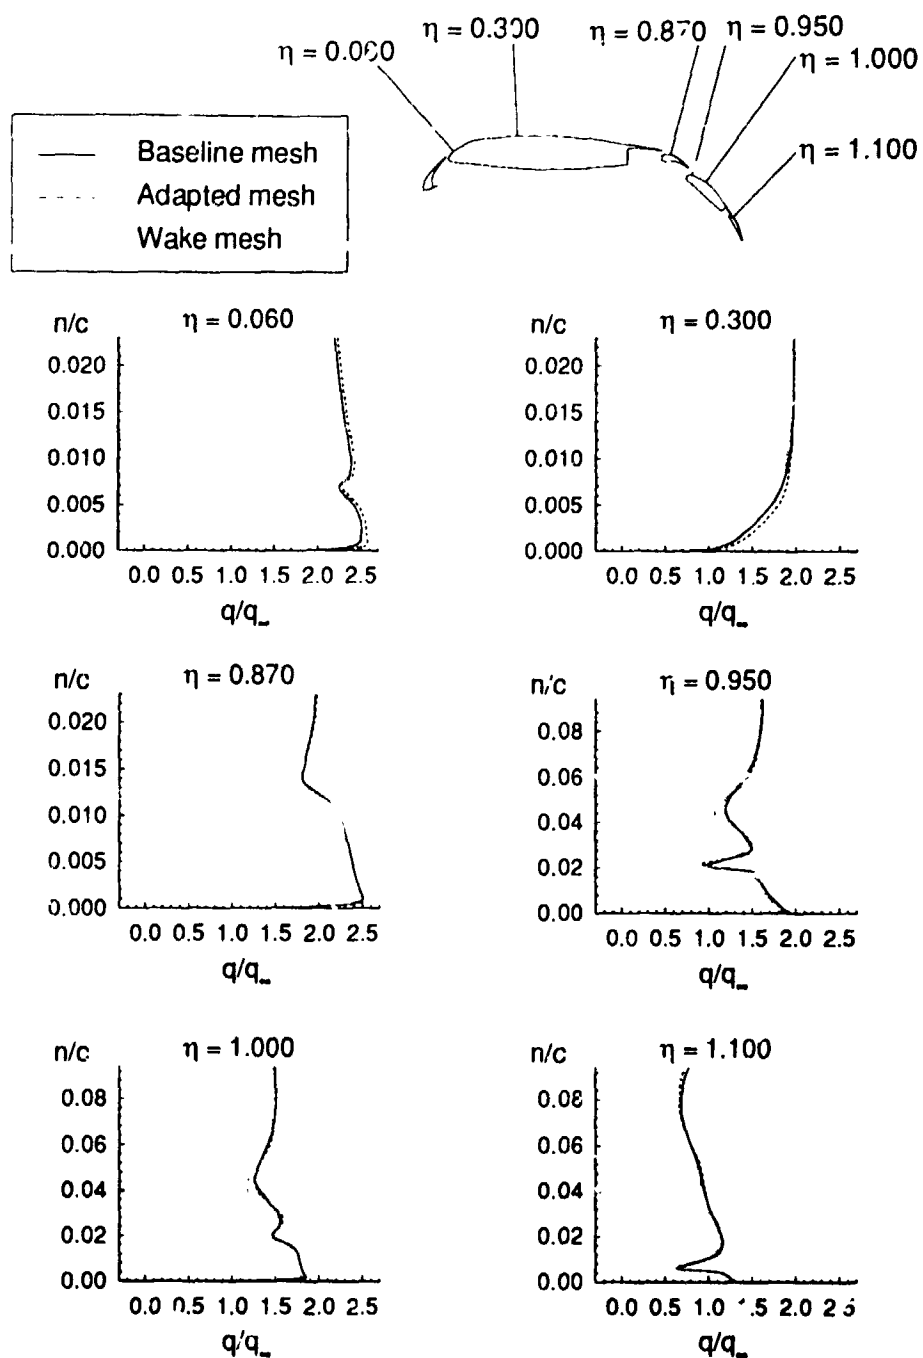 η = 0.060
η = 0.300
η = 0.870
η = 0.950
η = 1.000
η = 1.100
Baseline mesh
Adapted mesh
Wake mesh
n/c η = 0.060
0.020
0.015
0.010
0.005
0.000
0.0 0.5 1.0 1.5 2.0 2.5
q/q∞
n/c η = 0.300
0.020
0.015
0.010
0.005
0.000
0.0 0.5 1.0 1.5 2.0 2.5
q/q∞
n/c η = 0.870
0.020
0.015
0.010
0.005
0.000
0.0 0.5 1.0 1.5 2.0 2.5
q/q∞
n/c η = 0.950
0.08
0.06
0.04
0.02
0.00
0.0 0.5 1.0 1.5 2.0 2.5
q/q∞
n/c η = 1.000
0.08
0.06
0.04
0.02
0.00
0.0 0.5 1.0 1.5 2.0 2.5
q/q∞
n/c η = 1.100
0.08
0.06
0.04
0.02
0.00
0.0 0.5 1.0 1.5 2.0 2.5
q/q∞